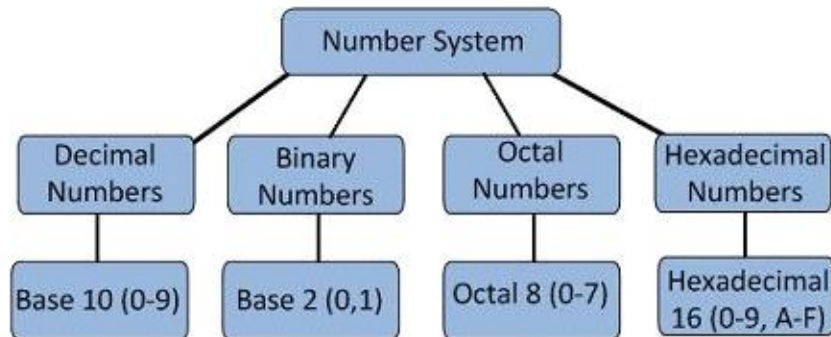 Number System
Decimal
Numbers
Binary
Numbers
Octal
Numbers
Hexadecimal
Numbers
Base 10 (0-9)
Base 2 (0,1)
Octal 8 (0-7)
Hexadecimal
16 (0-9, A-F)